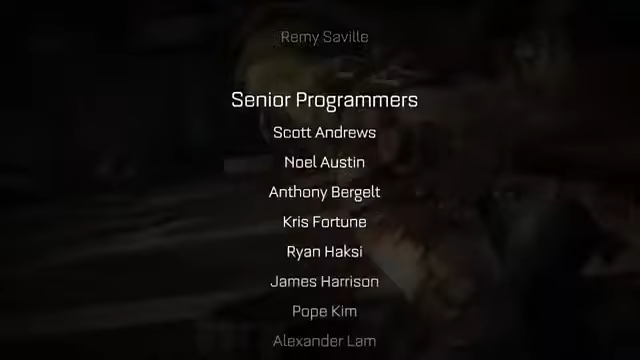 Remy Saville
Senior Programmers
Scott Andrews
Noel Austin
Anthony Bergelt
Kris Fortune
Ryan Haksi
James Harrison
Pope Kim
Alexander Lam